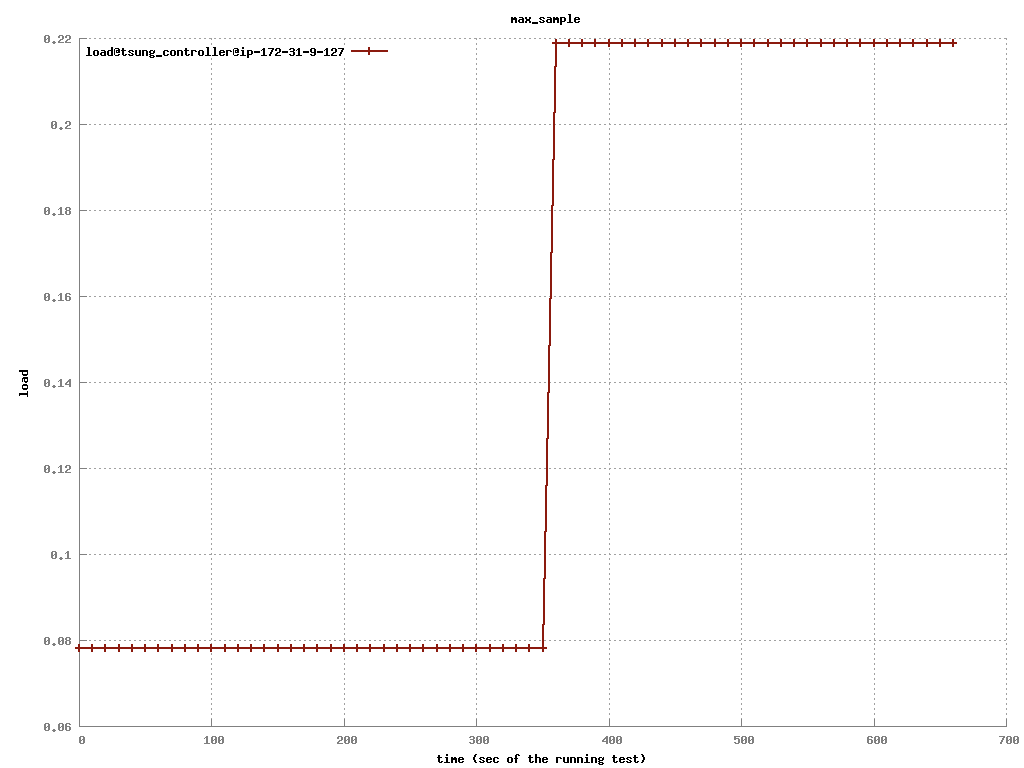 max_sample
load@tsung_controller@ip-172-31-9-127
0.22
0.2
0.18
0.16
0.14
0.12
0.1
0.08
0.06
load
0 100 200 300 400 500 600 700
time (sec of the running test)